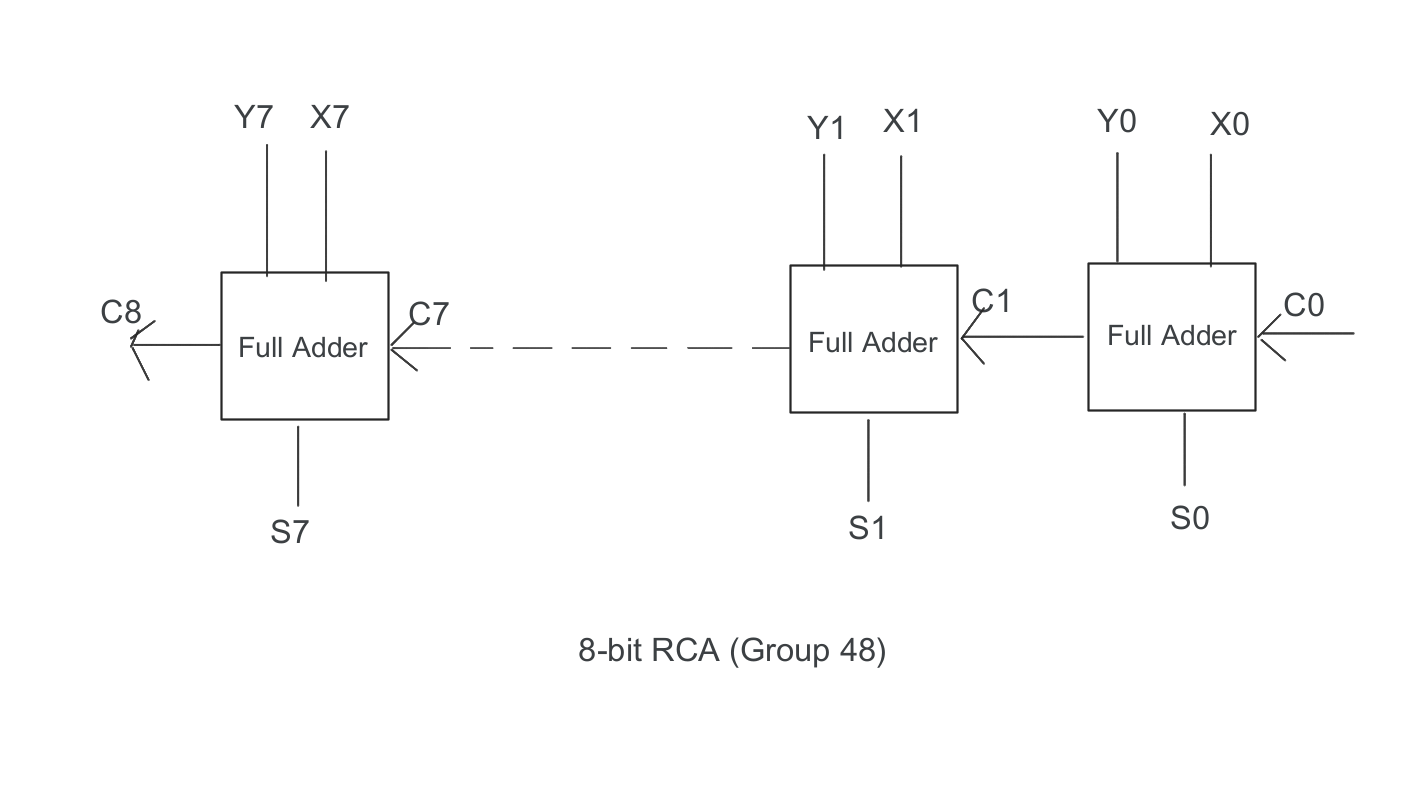 Y7 X7 Y1 X1 Y0 X0
C8 C7 C1 C0
Full Adder Full Adder Full Adder
S7 S1 S0
8-bit RCA (Group 48)